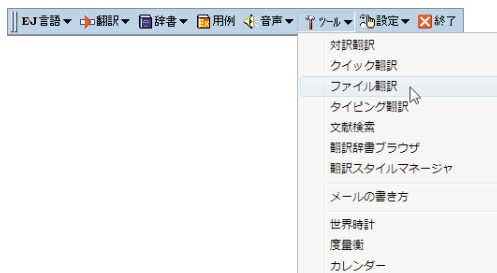 EJ言語 翻訳 辞書 用例 音声 ツール 設定 終了
対訳翻訳
クイック翻訳
ファイル翻訳
タイピング翻訳
文献検索
翻訳辞書ブラウザ
翻訳スタイルマネージャ
メールの書き方
世界時計
度量衡
カレンダー